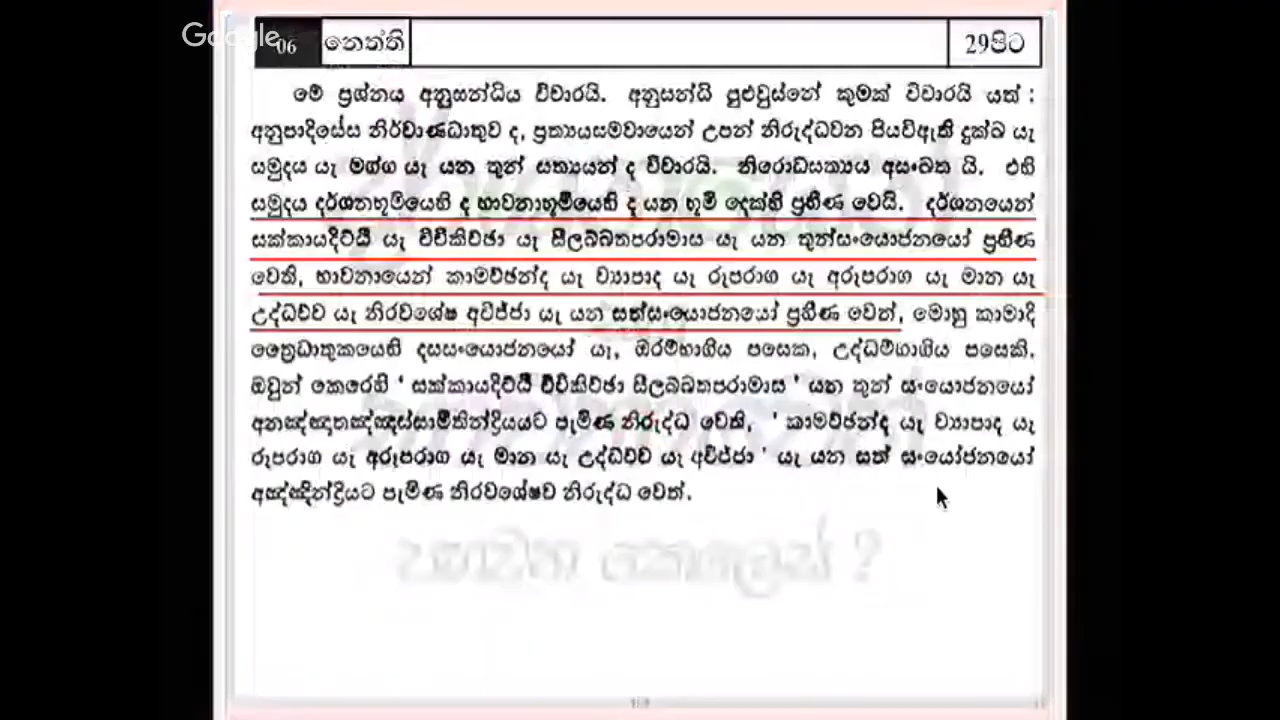 Google
06 නෙත්ති 29පිට
මේ ප්‍රශ්නය අනුසන්ධිය විචාරයි. අනුසන්ධි පුළුවුස්නේ කුමක් විචාරයි යත් :
අනුපාදිසේස නිර්වාණධාතුව ද, ප්‍රත්‍යයසමවායෙන් උපන් නිරුද්ධවන පියවිඇති දුක්ඛ යැ
සමුදය යැ මග්ග යැ යන තුන් සත්‍යයන් ද විචාරයි. නිරොධසත්‍යය අසංඛත යි. එහි
සමුදය දර්ශනභූමියෙහි ද භාවනාභූමියෙහි ද යන භූමි දෙක්හි ප්‍රහීණ වෙයි. දර්ශනයෙන්
සක්කායදිට්ඨි යැ විචිකිච්ඡා යැ සීලබ්බතපරාමාස යැ යන තුන්සංයොජනයෝ ප්‍රහීණ
වෙති, භාවනායෙන් කාමච්ඡන්ද යැ ව්‍යාපාද යැ රූපරාග යැ අරූපරාග යැ මාන යැ
උද්ධච්ච යැ නිරවශේෂ අවිජ්ජා යැ යන සත්සංයොජනයෝ ප්‍රහීණ වෙත්, මොහු කාමාදි
ත්‍රෛධාතුකයෙහි දසසංයොජනයෝ යැ, ඔරම්භාගිය පසෙක, උද්ධම්භාගිය පසෙකි.
ඔවුන් කෙරෙහි ' සක්කායදිට්ඨි විචිකිච්ඡා සීලබ්බතපරාමාස ' යන තුන් සංයොජනයෝ
අනඤ්ඤාතඤ්ඤස්සාමීතින්ද්‍රියයට පැමිණ නිරුද්ධ වෙති, ' කාමච්ඡන්ද යැ ව්‍යාපාද යැ
රූපරාග යැ අරූපරාග යැ මාන යැ උද්ධච්ච යැ අවිජ්ජා ' යැ යන සත් සංයෝජනයෝ
අඤ්ඤින්ද්‍රියට පැමිණ නිරවශේෂව නිරුද්ධ වෙත්.